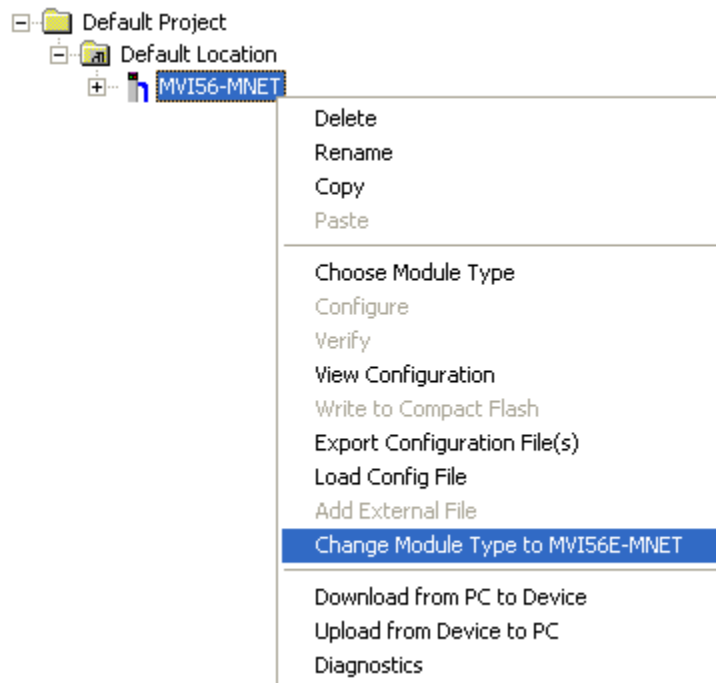 Default Project
Default Location
MVI56-MNET
Delete
Rename
Copy
Paste
Choose Module Type
Configure
Verify
View Configuration
Write to Compact Flash
Export Configuration File(s)
Load Config File
Add External File
Change Module Type to MVI56E-MNET
Download from PC to Device
Upload from Device to PC
Diagnostics